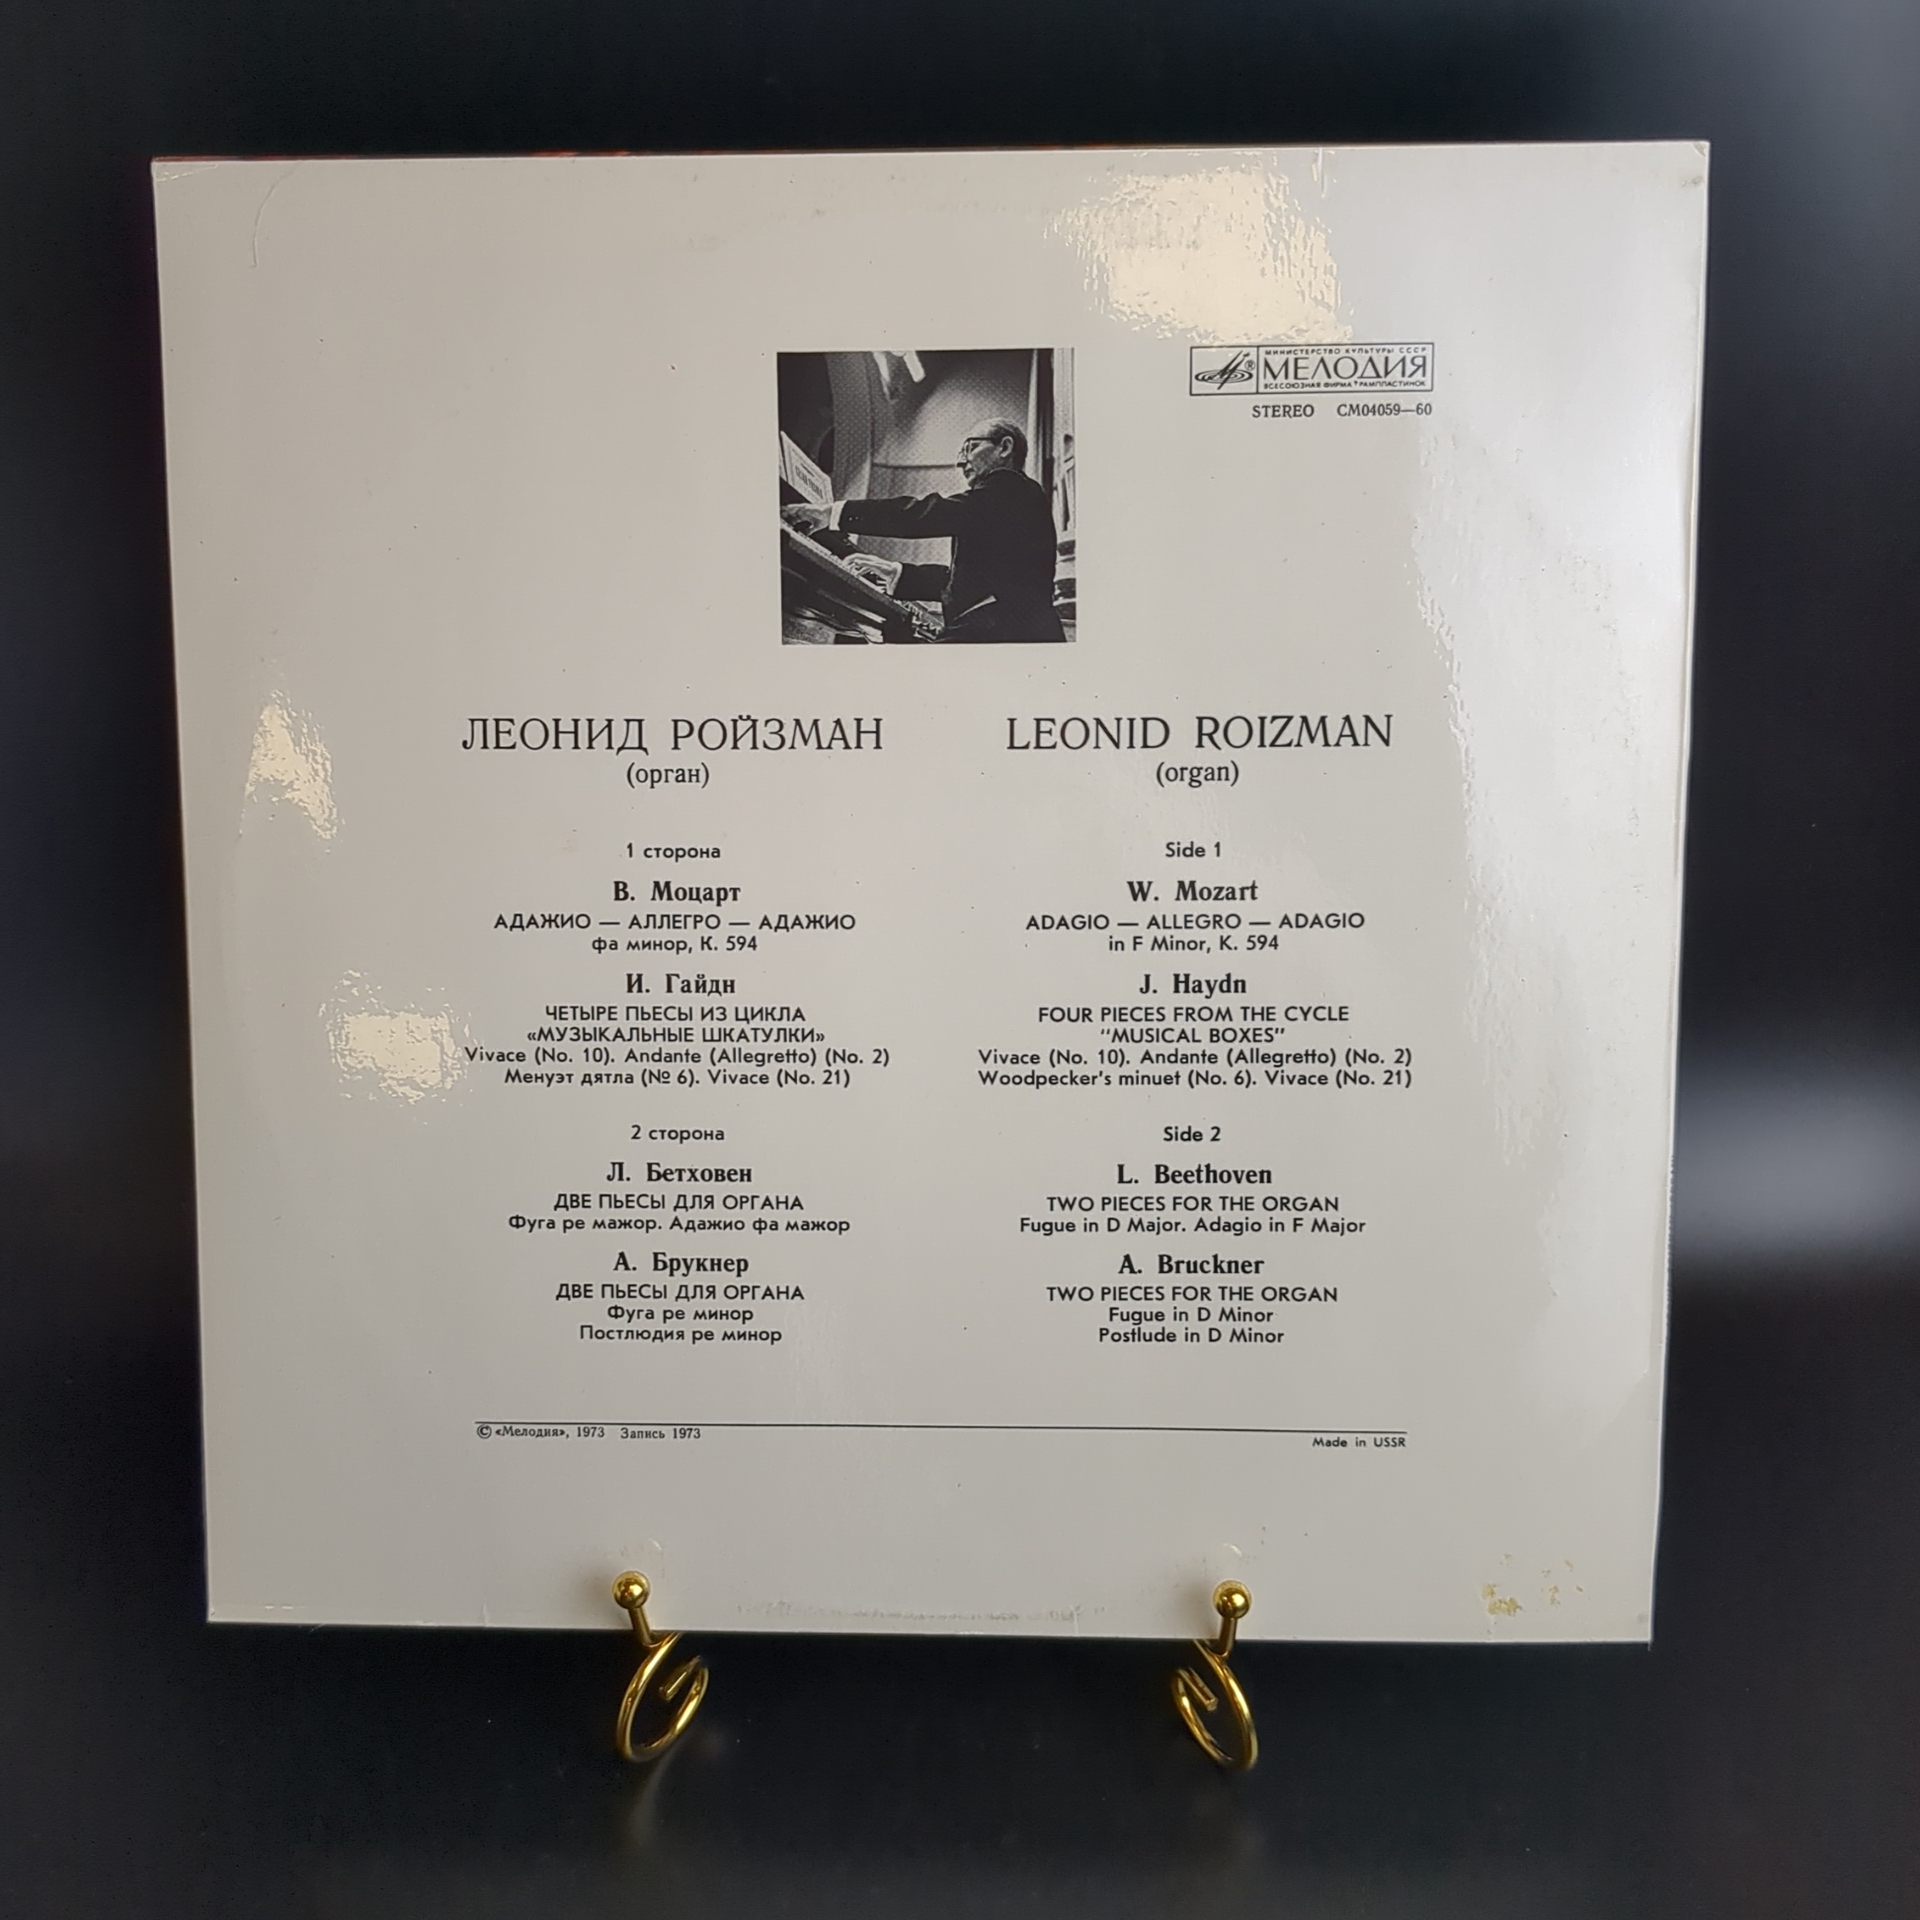 МИНИСТЕРСТВО КУЛЬТУРЫ СССР
МЕЛОДИЯ
ВСЕСОЮЗНАЯ ФИРМА ГРАМПЛАСТИНОК
STEREO CM04059—60
ЛЕОНИД РОЙЗМАН
(орган)
1 сторона
В. Моцарт
АДАЖИО — АЛЛЕГРО — АДАЖИО
фа минор, К. 594
И. Гайдн
ЧЕТЫРЕ ПЬЕСЫ ИЗ ЦИКЛА
«МУЗЫКАЛЬНЫЕ ШКАТУЛКИ»
Vivace (No. 10). Andante (Allegretto) (No. 2)
Менуэт дятла (№ 6). Vivace (No. 21)
2 сторона
Л. Бетховен
ДВЕ ПЬЕСЫ ДЛЯ ОРГАНА
Фуга ре мажор. Адажио фа мажор
А. Брукнер
ДВЕ ПЬЕСЫ ДЛЯ ОРГАНА
Фуга ре минор
Постлюдия ре минор
LEONID ROIZMAN
(organ)
Side 1
W. Mozart
ADAGIO — ALLEGRO — ADAGIO
in F Minor, K. 594
J. Haydn
FOUR PIECES FROM THE CYCLE
"MUSICAL BOXES"
Vivace (No. 10). Andante (Allegretto) (No. 2)
Woodpecker's minuet (No. 6). Vivace (No. 21)
Side 2
L. Beethoven
TWO PIECES FOR THE ORGAN
Fugue in D Major. Adagio in F Major
A. Bruckner
TWO PIECES FOR THE ORGAN
Fugue in D Minor
Postlude in D Minor
© «Мелодия», 1973 Запись 1973
Made in USSR